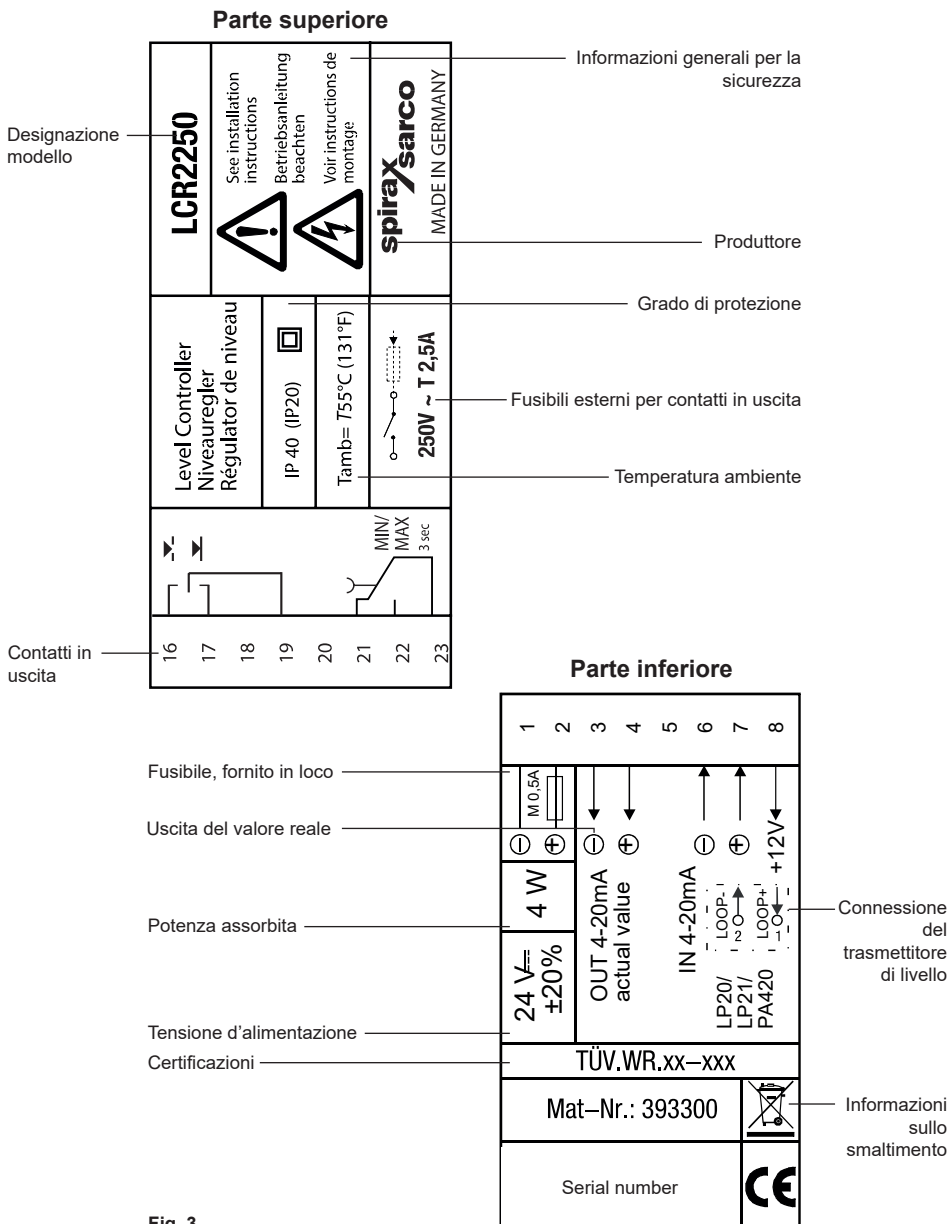 Parte superiore
Informazioni generali per la
sicurezza
Designazione
modello
LCR2250
See installation
instructions
Betriebsanleitung
beachten
Voir instructions de
montage
spirax
sarco
MADE IN GERMANY
Produttore
Grado di protezione
Level Controller
Niveauregler
Régulator de niveau
IP 40 (IP20)
Tamb= T55°C (131°F)
250V ~ T 2,5A
Fusibili esterni per contatti in uscita
Temperatura ambiente
MIN/
MAX
3 sec
Contatti in
uscita
16
17
18
19
20
21
22
23
Parte inferiore
1
2
3
4
5
6
7
8
Fusibile, fornito in loco
M 0,5A
Uscita del valore reale
Potenza assorbita
4 W
24 V
±20%
OUT 4-20mA
actual value
IN 4-20mA
+12V
LOOP-
2
LOOP+
1
LP20/
LP21/
PA420
Connessione
del
trasmettitore
di livello
Tensione d'alimentazione
Certificazioni
TÜV.WR.xx–xxx
Mat–Nr.: 393300
Informazioni
sullo
smaltimento
Serial number
CE
Fig. 3